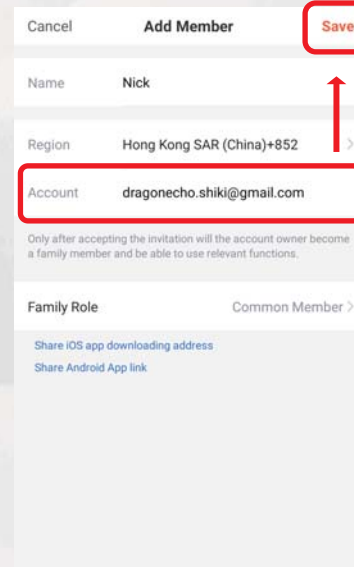 Cancel Add Member Save
Name Nick
Region Hong Kong SAR (China)+852
Account dragonecho.shiki@gmail.com
Only after accepting the invitation will the account owner become
a family member and be able to use relevant functions.
Family Role Common Member
Share iOS app downloading address
Share Android App link